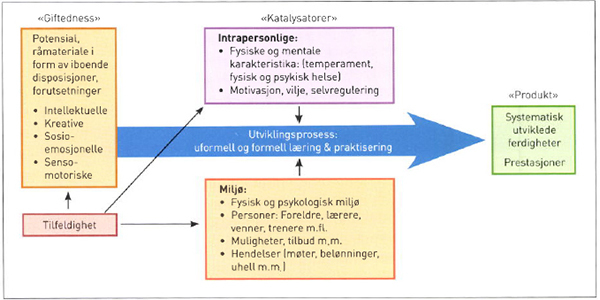 «Giftedness»
Potensial,
råmateriale i
form av iboende
disposisjoner,
forutsetninger
• Intellektuelle
• Kreative
• Sosio-
emosjonelle
• Senso-
motoriske
Tilfeldighet
«Katalysatorer»
Intrapersonlige:
• Fysiske og mentale
karakteristika: (temperament,
fysisk og psykisk helse)
• Motivasjon, vilje, selvregulering
Utviklingsprosess:
uformell og formell læring & praktisering
Miljø:
• Fysisk og psykologisk miljø
• Personer: Foreldre, lærere,
venner, trenere m.fl.
• Muligheter, tilbud m.m.
• Hendelser (møter, belønninger,
uhell m.m.)
«Produkt»
Systematisk
utviklede
ferdigheter
Prestasjoner